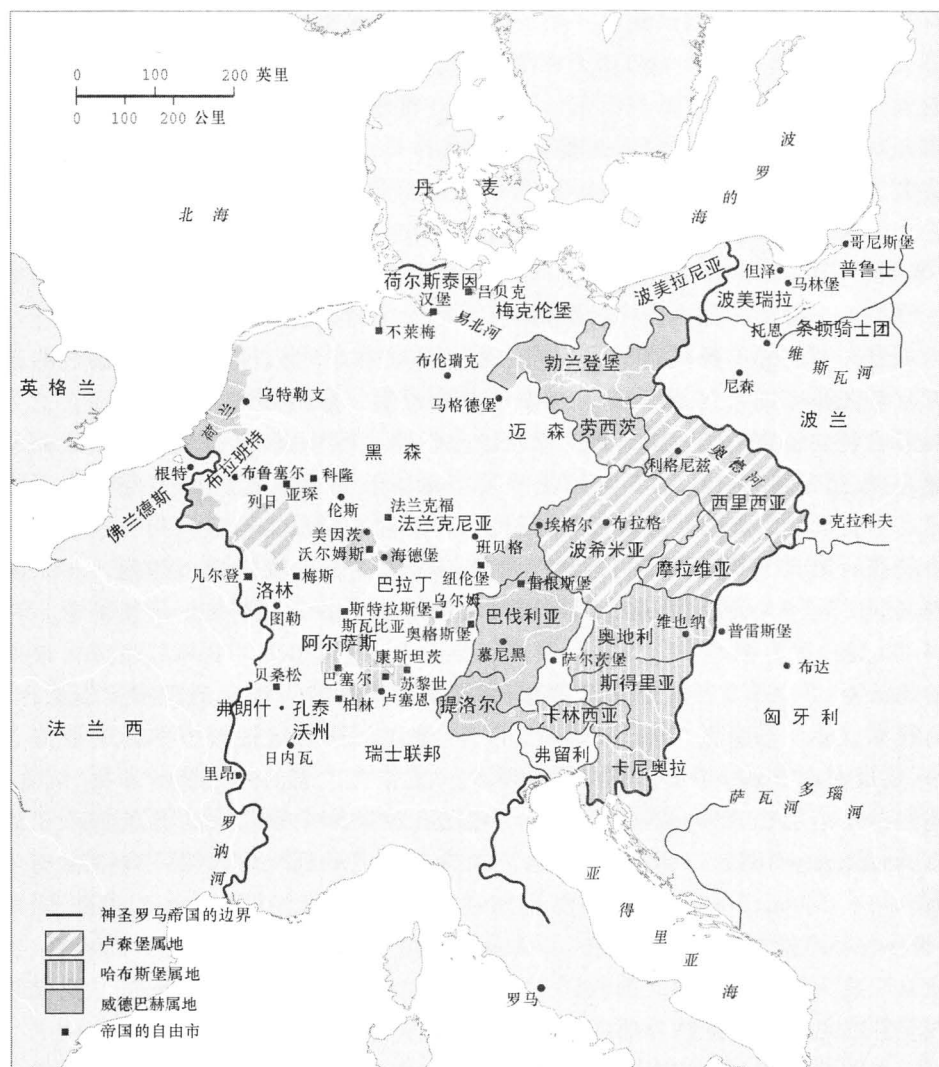 0 100 200 英里
0 100 200 公里
波罗的海
丹麦
北海
哥尼斯堡
但泽
普鲁士
马林堡
波美拉尼亚
波美瑞拉
荷尔斯泰因
吕贝克
汉堡
梅克伦堡
易北河
不莱梅
托恩
条顿骑士团
维斯瓦河
布伦瑞克
勃兰登堡
尼森
英格兰
乌特勒支
马格德堡
波兰
荷兰
迈森
劳西茨
黑森
奥德河
利格尼兹
根特
布拉班特
布鲁塞尔
科隆
亚琛
列日
伦斯
西里西亚
佛兰德斯
法兰克福
法兰克尼亚
埃格尔
布拉格
克拉科夫
美因茨
班贝格
波希米亚
沃尔姆斯
海德堡
摩拉维亚
凡尔登
梅斯
洛林
巴拉丁
纽伦堡
雷根斯堡
图勒
斯特拉斯堡
乌尔姆
斯瓦比亚
奥格斯堡
巴伐利亚
维也纳
普雷斯堡
奥地利
阿尔萨斯
慕尼黑
萨尔茨堡
布达
康斯坦茨
贝桑松
巴塞尔
苏黎世
斯得里亚
卢塞恩
提洛尔
弗朗什 孔泰
柏林
卡林西亚
匈牙利
法兰西
沃州
日内瓦
瑞士联邦
弗留利
卡尼奥拉
里昂
萨瓦河
多瑙河
罗讷河
亚得里亚海
罗马
神圣罗马帝国的边界
卢森堡属地
哈布斯堡属地
威德巴赫属地
帝国的自由市